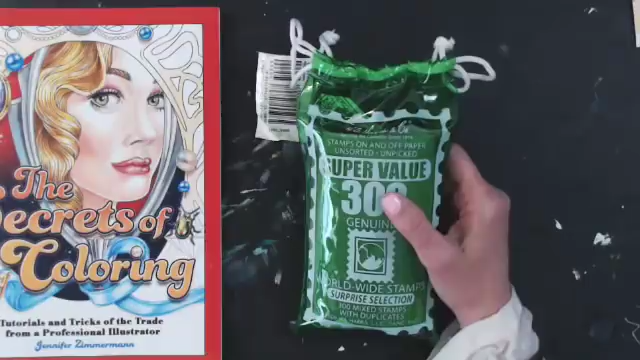 The
Secrets of
Coloring
Tutorials and Tricks of the Trade
from a Professional Illustrator
Jennifer Zimmermann
STAMPS ON AND OFF PAPER
UNSORTED • UNPICKED
SUPER VALUE
300
GENUINE
WORLD-WIDE STAMPS
SURPRISE SELECTION
300 MIXED STAMPS
WITH DUPLICATES